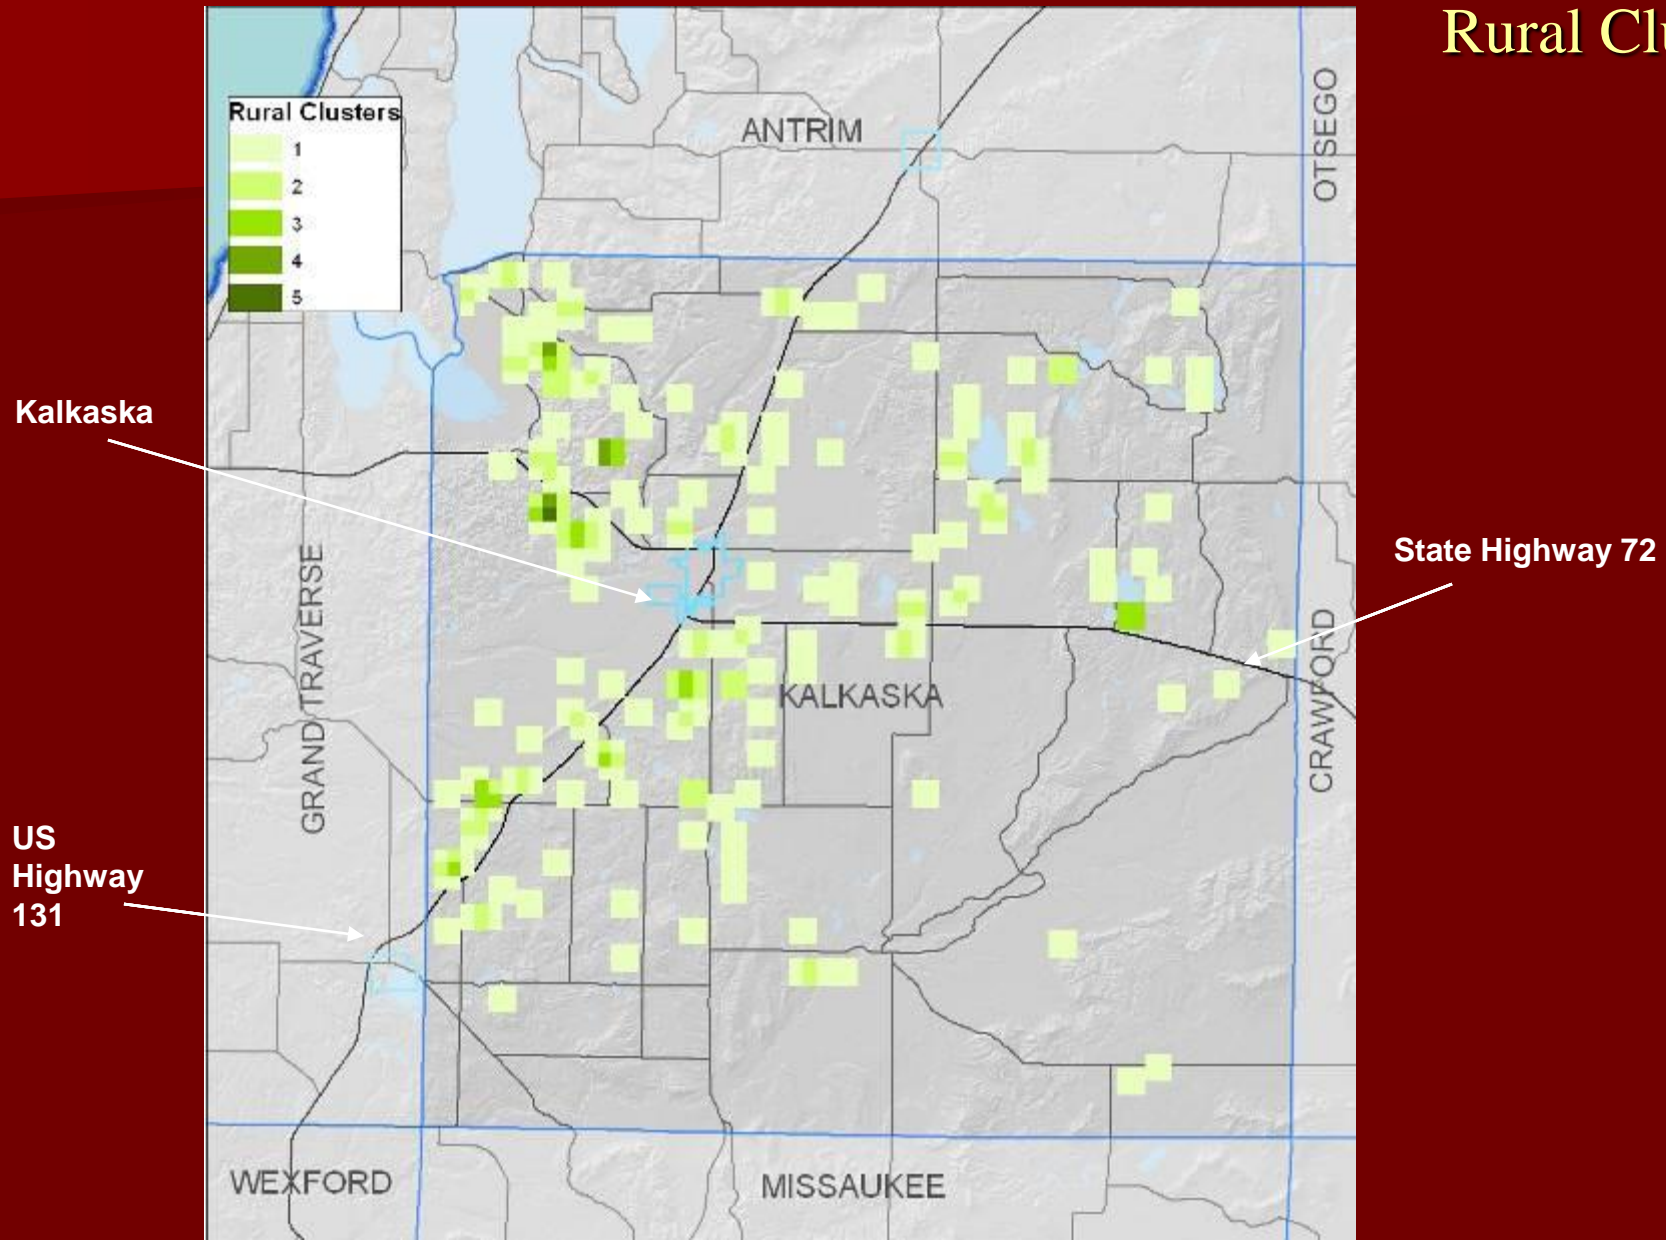 Rural Clu
Rural Clusters
1
2
3
4
5
ANTRIM
OTSEGO
Kalkaska
State Highway 72
GRAND TRAVERSE
KALKASKA
CRAWFORD
US
Highway
131
WEXFORD
MISSAUKEE